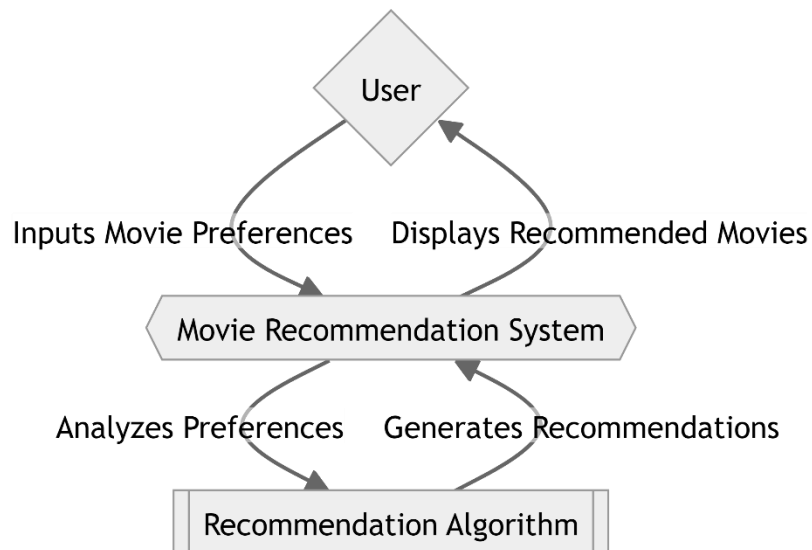 User
Inputs Movie Preferences
Displays Recommended Movies
Movie Recommendation System
Analyzes Preferences
Generates Recommendations
Recommendation Algorithm